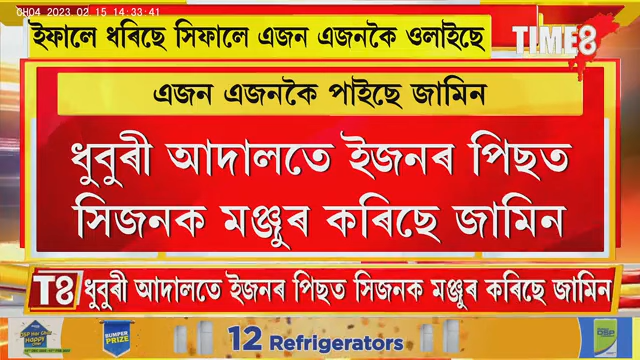 CH04 2023.02.15 14:33:41
ইফালে ধৰিছে সিফালে এজন এজনকৈ ওলাইছে
TIME8
এজন এজনকৈ পাইছে জামিন
ধুবুৰী আদালতে ইজনৰ পিছত
সিজনক মঞ্জুৰ কৰিছে জামিন
T8 ধুবুৰী আদালতে ইজনৰ পিছত সিজনক মঞ্জুৰ কৰিছে জামিন
BUMPER PRIZE 12 Refrigerators DSP